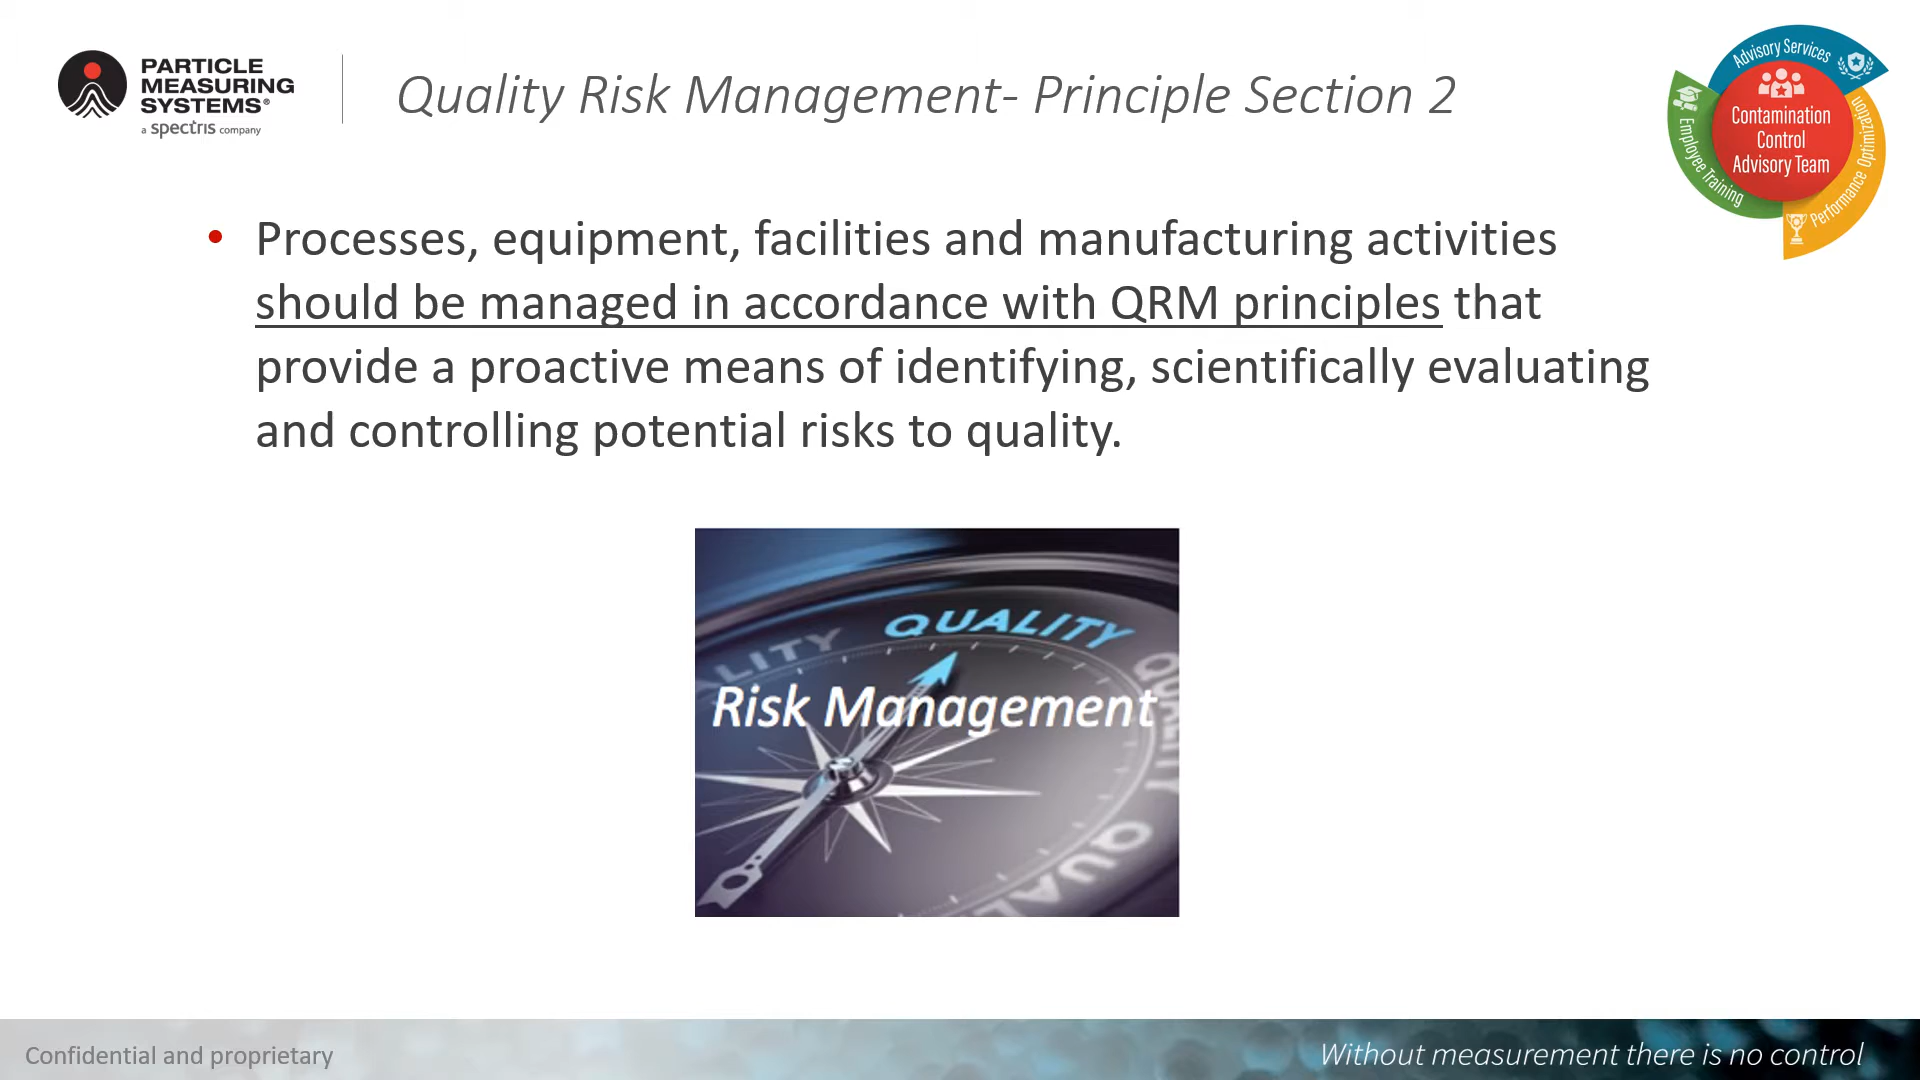 PARTICLE
MEASURING
SYSTEMS®
a spectris company
Quality Risk Management- Principle Section 2
Advisory Services
Employee Training
Contamination
Control
Advisory Team
Performance Optimization
• Processes, equipment, facilities and manufacturing activities
should be managed in accordance with QRM principles that
provide a proactive means of identifying, scientifically evaluating
and controlling potential risks to quality.
QUALITY
ALITY
QUALITY
Risk Management
QUAL
Confidential and proprietary
Without measurement there is no control